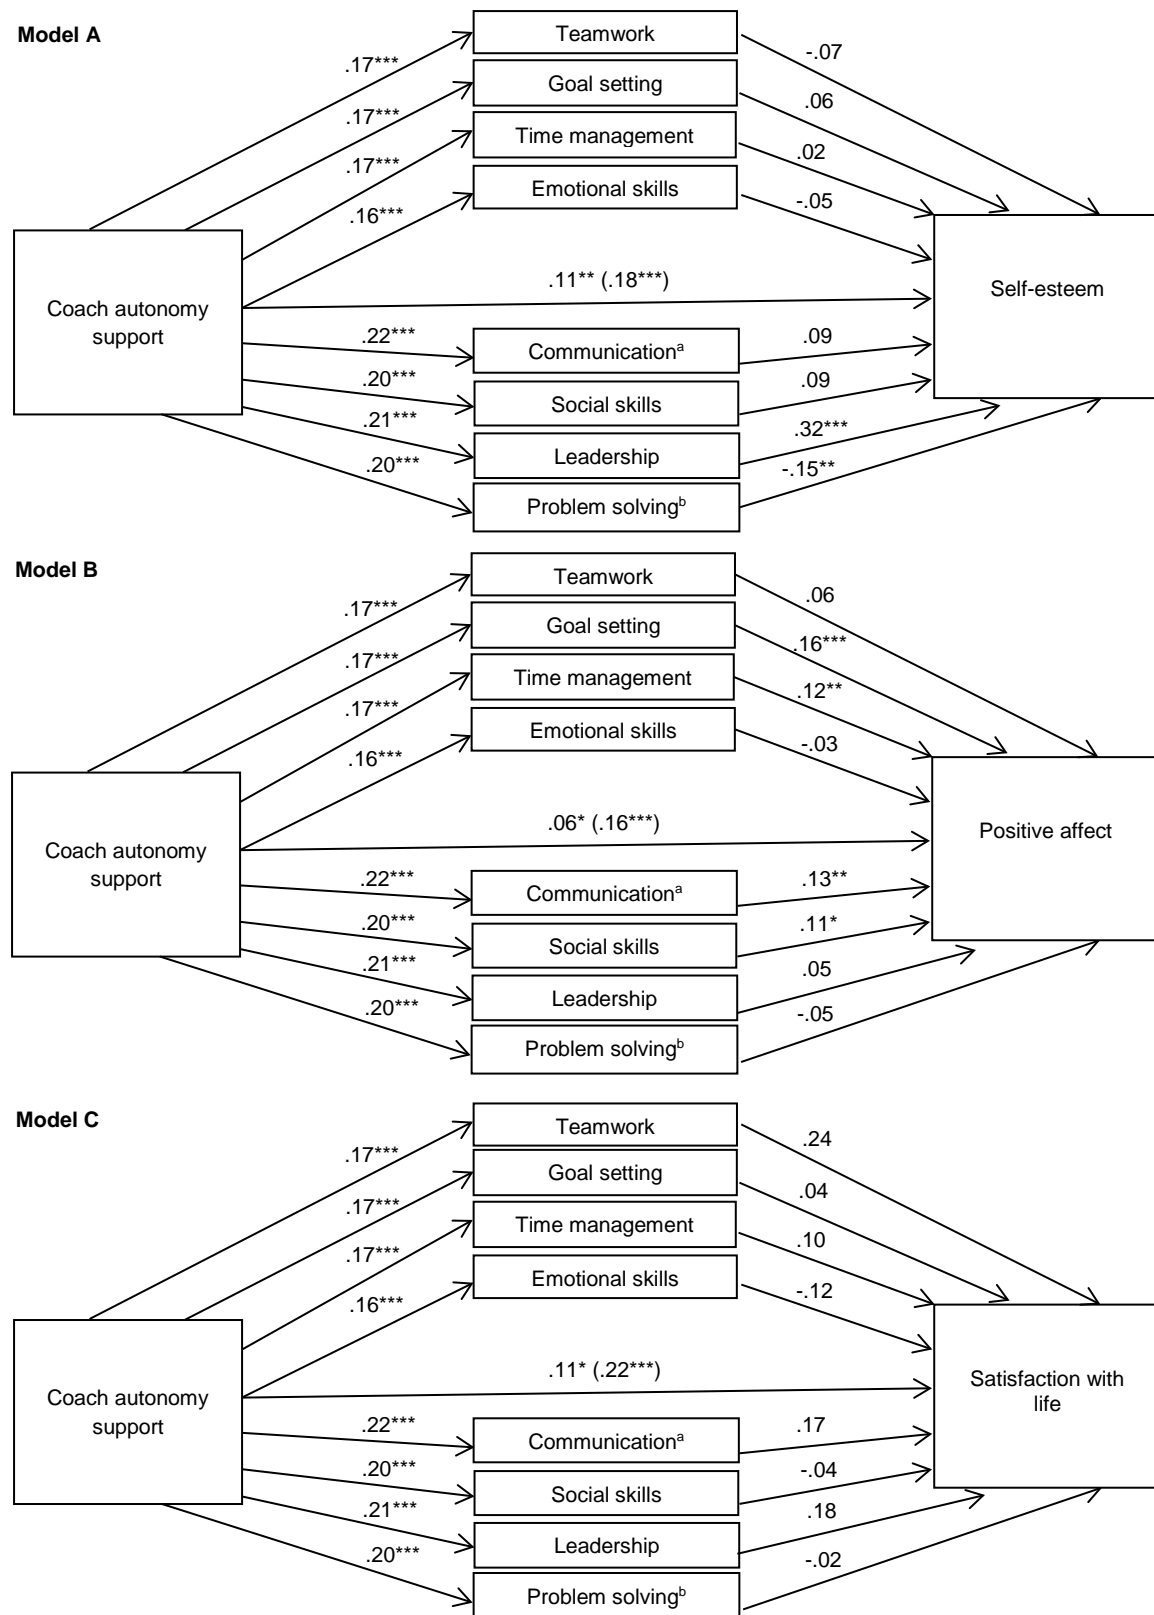 Model A
Teamwork
.17***
-.07
Goal setting
.17***
.06
Time management
.17***
.02
Emotional skills
.16***
-.05
Coach autonomy
support
.11** (.18***)
Self-esteem
.22***
Communicationᵃ
.09
.20***
Social skills
.09
.21***
Leadership
.32***
.20***
Problem solvingᵇ
-.15**
Model B
Teamwork
.17***
.06
Goal setting
.17***
.16***
Time management
.17***
.12**
Emotional skills
.16***
-.03
Coach autonomy
support
.06* (.16***)
Positive affect
.22***
Communicationᵃ
.13**
.20***
Social skills
.11*
.21***
Leadership
.05
.20***
Problem solvingᵇ
-.05
Model C
Teamwork
.17***
.24
Goal setting
.17***
.04
Time management
.17***
.10
Emotional skills
.16***
-.12
Coach autonomy
support
.11* (.22***)
Satisfaction with
life
.22***
Communicationᵃ
.17
.20***
Social skills
-.04
.21***
Leadership
.18
.20***
Problem solvingᵇ
-.02